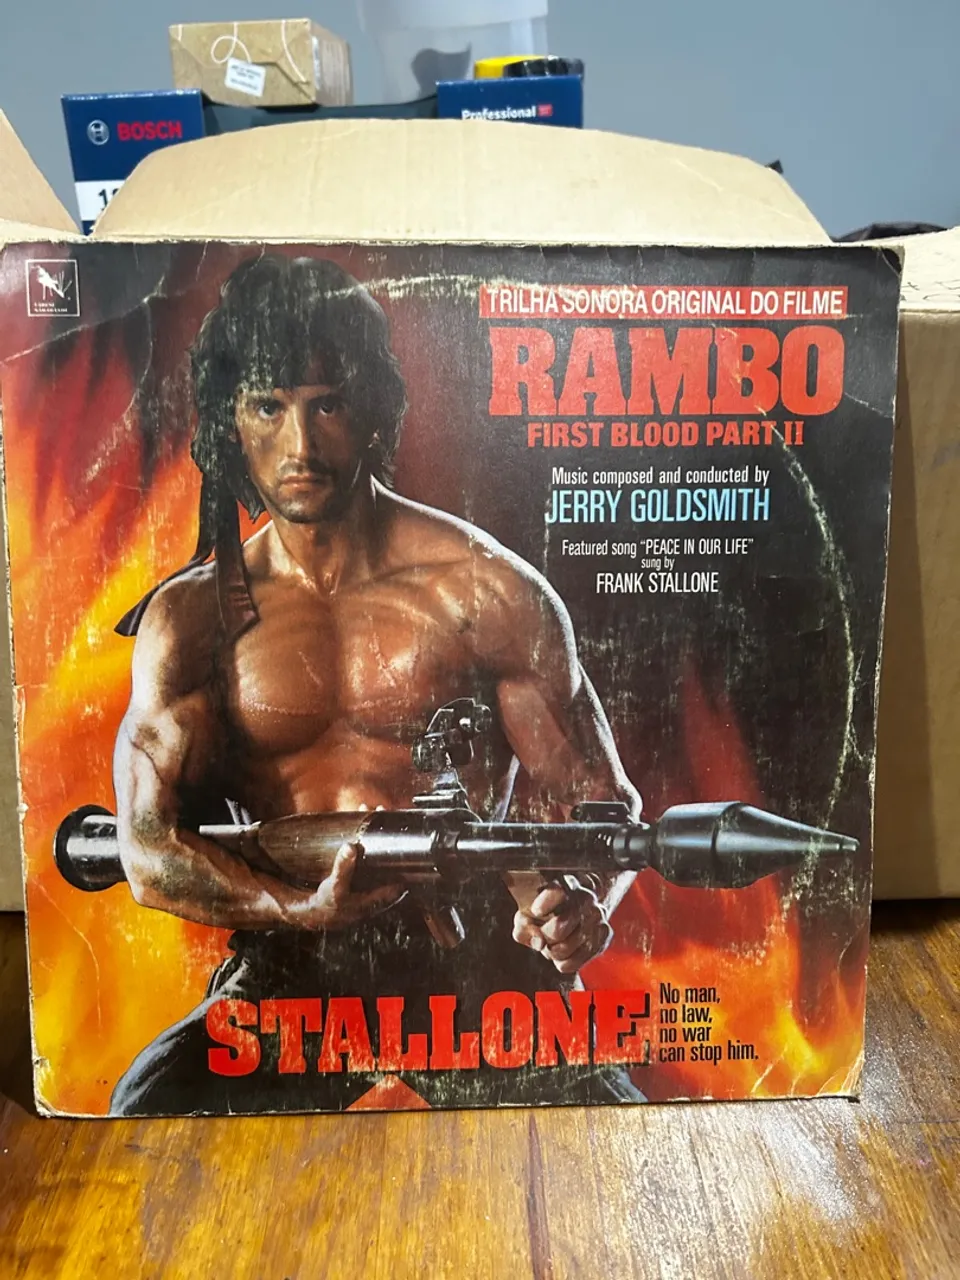 BOSCH
Professional
TRILHA SONORA ORIGINAL DO FILME
RAMBO
FIRST BLOOD PART II
Music composed and conducted by
JERRY GOLDSMITH
Featured song "PEACE IN OUR LIFE"
sung by
FRANK STALLONE
STALLONE
No man,
no law,
no war
can stop him.